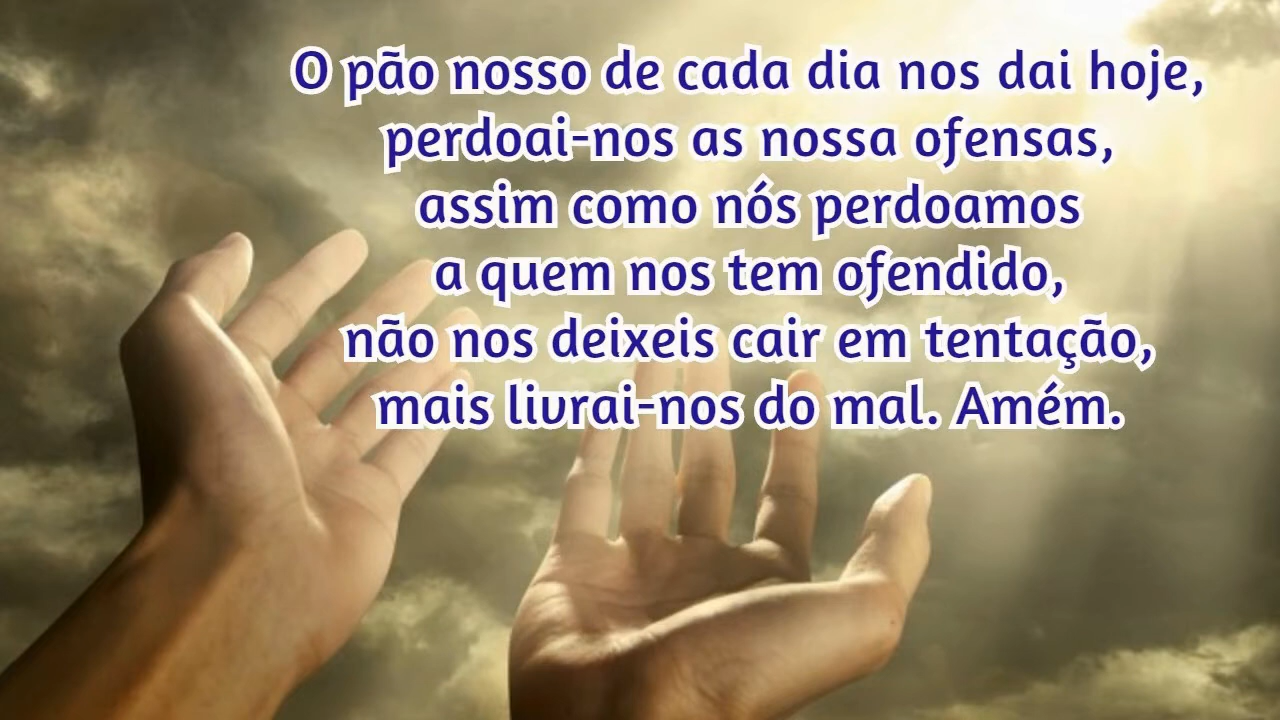 O pão nosso de cada dia nos dai hoje,
perdoai-nos as nossa ofensas,
assim como nós perdoamos
a quem nos tem ofendido,
não nos deixeis cair em tentação,
mais livrai-nos do mal. Amém.